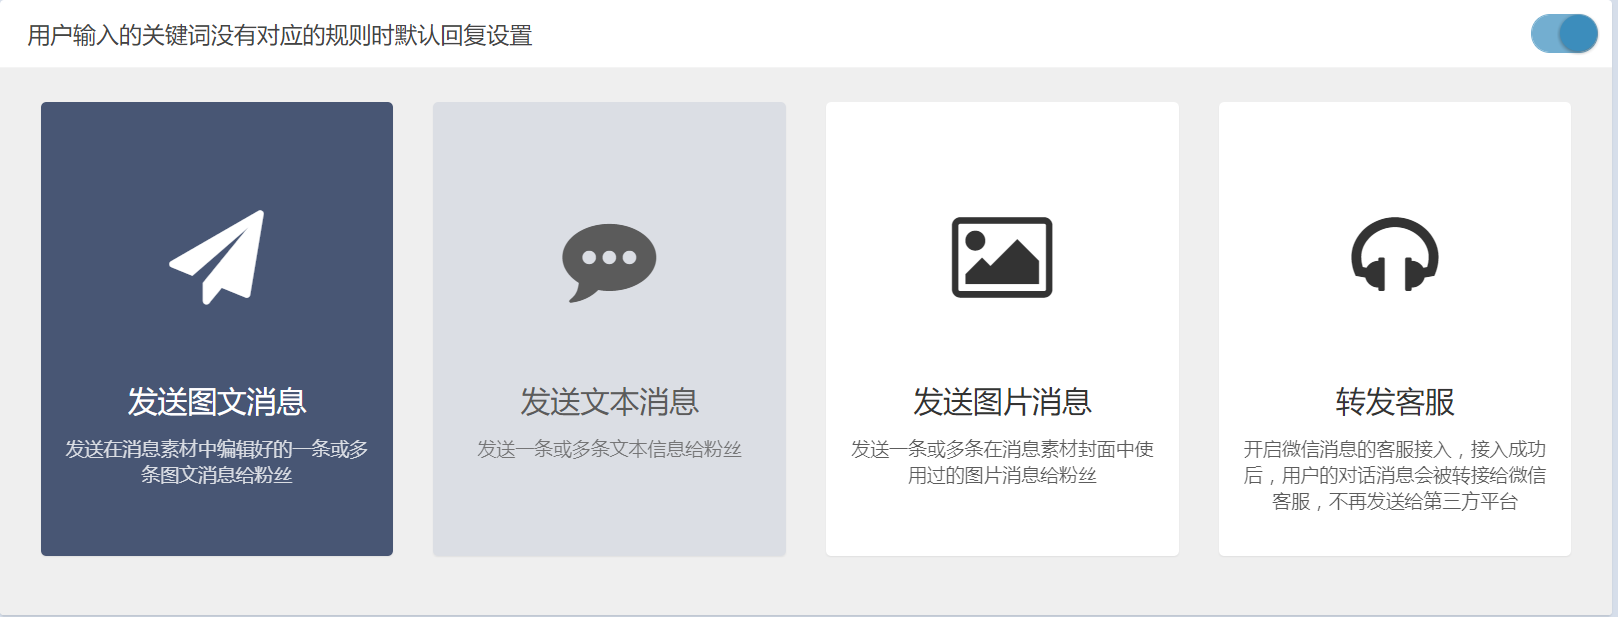 用户输入的关键词没有对应的规则时默认回复设置
发送图文消息
发送在消息素材中编辑好的一条或多
条图文消息给粉丝
发送文本消息
发送一条或多条文本信息给粉丝
发送图片消息
发送一条或多条在消息素材封面中使
用过的图片消息给粉丝
转发客服
开启微信消息的客服接入，接入成功
后，用户的对话消息会被转接给微信
客服，不再发送给第三方平台